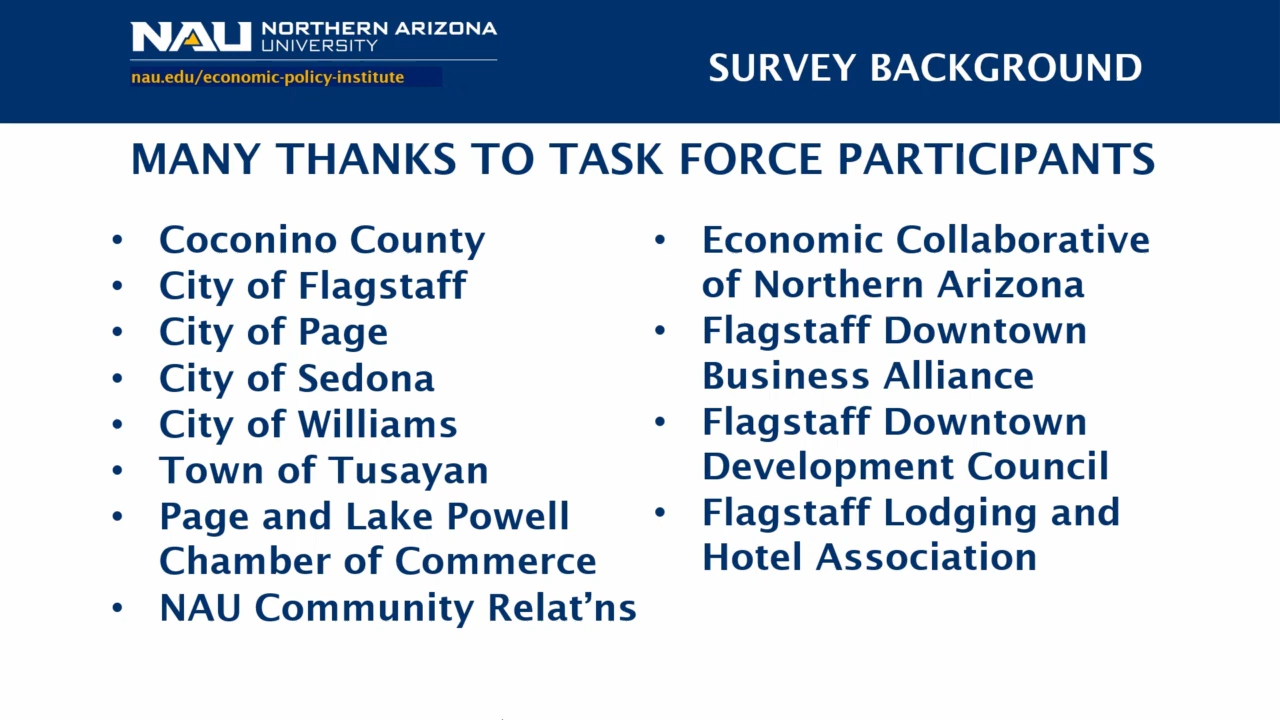 NAU NORTHERN ARIZONA
UNIVERSITY
nau.edu/economic-policy-institute
SURVEY BACKGROUND
MANY THANKS TO TASK FORCE PARTICIPANTS
• Coconino County
• City of Flagstaff
• City of Page
• City of Sedona
• City of Williams
• Town of Tusayan
• Page and Lake Powell
Chamber of Commerce
• NAU Community Relat’ns
• Economic Collaborative
of Northern Arizona
• Flagstaff Downtown
Business Alliance
• Flagstaff Downtown
Development Council
• Flagstaff Lodging and
Hotel Association